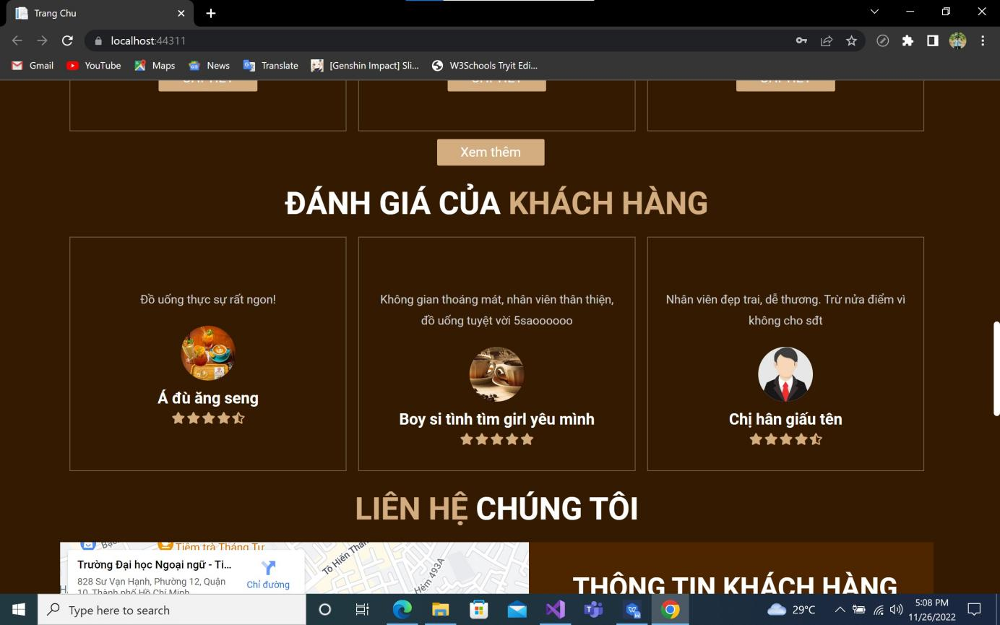 Trang Chu
localhost:44311
Gmail YouTube Maps News Translate [Genshin Impact] Sli... W3Schools Tryit Edi...
Xem thêm
ĐÁNH GIÁ CỦA KHÁCH HÀNG
Đồ uống thực sự rất ngon!
Á đù ăng seng
Không gian thoáng mát, nhân viên thân thiện,
đồ uống tuyệt vời 5saoooooo
Boy si tình tìm girl yêu mình
Nhân viên đẹp trai, dễ thương. Trừ nửa điểm vì
không cho sđt
Chị hân giấu tên
LIÊN HỆ CHÚNG TÔI
Tiệm trà Tháng Tư
Trường Đại học Ngoại ngữ - Ti...
828 Sư Vạn Hạnh, Phường 12, Quận
10, Thành phố Hồ Chí Minh
Chỉ đường
Tô Hiến Thàn
Hẻm 493A
THÔNG TIN KHÁCH HÀNG
Type here to search
29°C
5:08 PM
11/26/2022